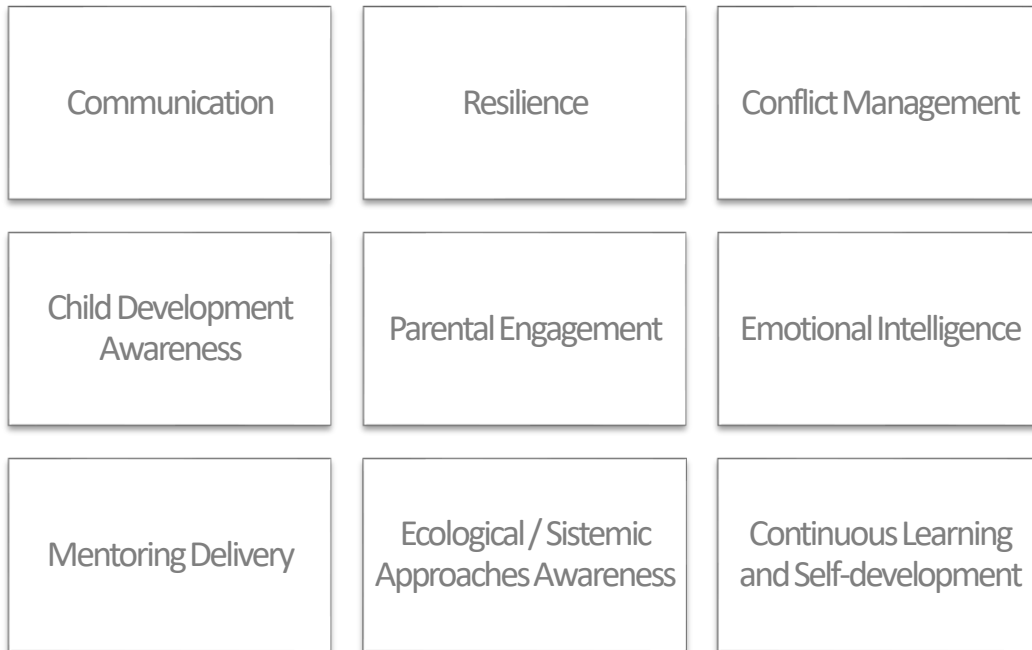 Communication
Resilience
Conflict Management
Child Development
Awareness
Parental Engagement
Emotional Intelligence
Mentoring Delivery
Ecological / Sistemic
Approaches Awareness
Continuous Learning
and Self-development